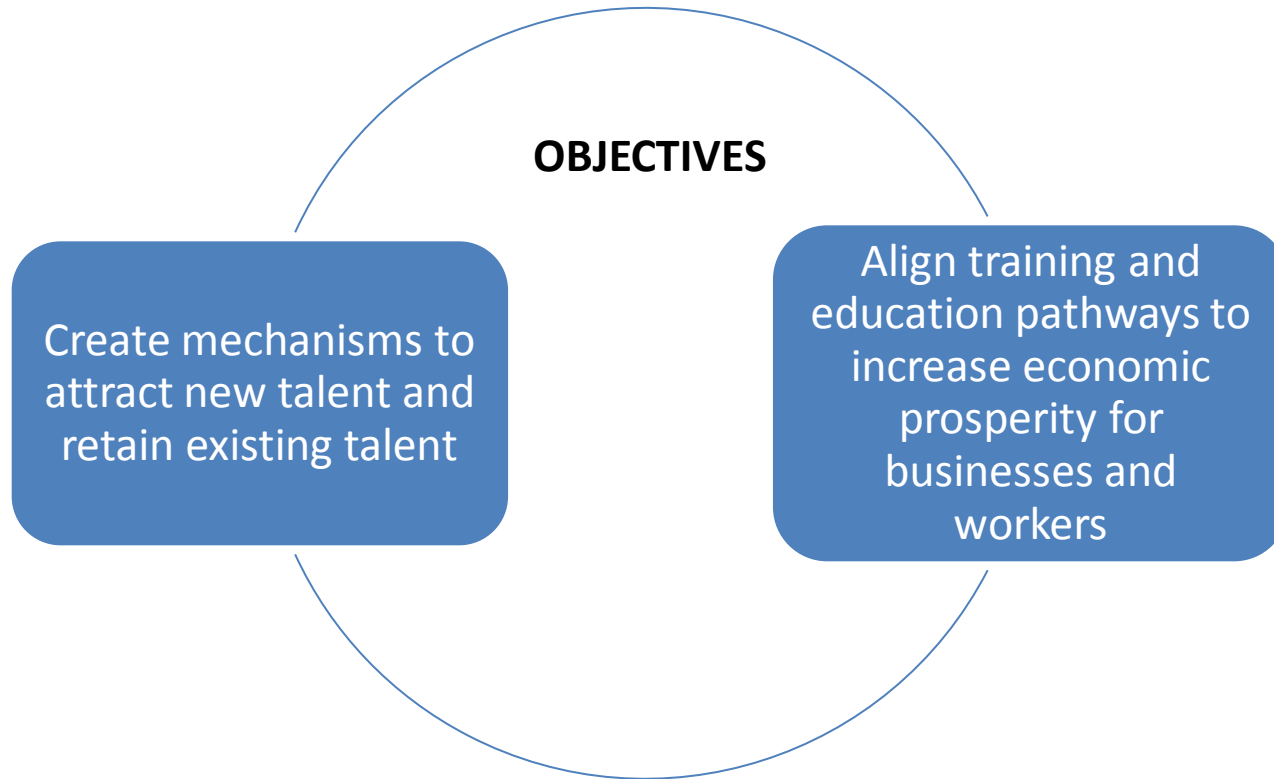 OBJECTIVES
Create mechanisms to
attract new talent and
retain existing talent
Align training and
education pathways to
increase economic
prosperity for
businesses and
workers